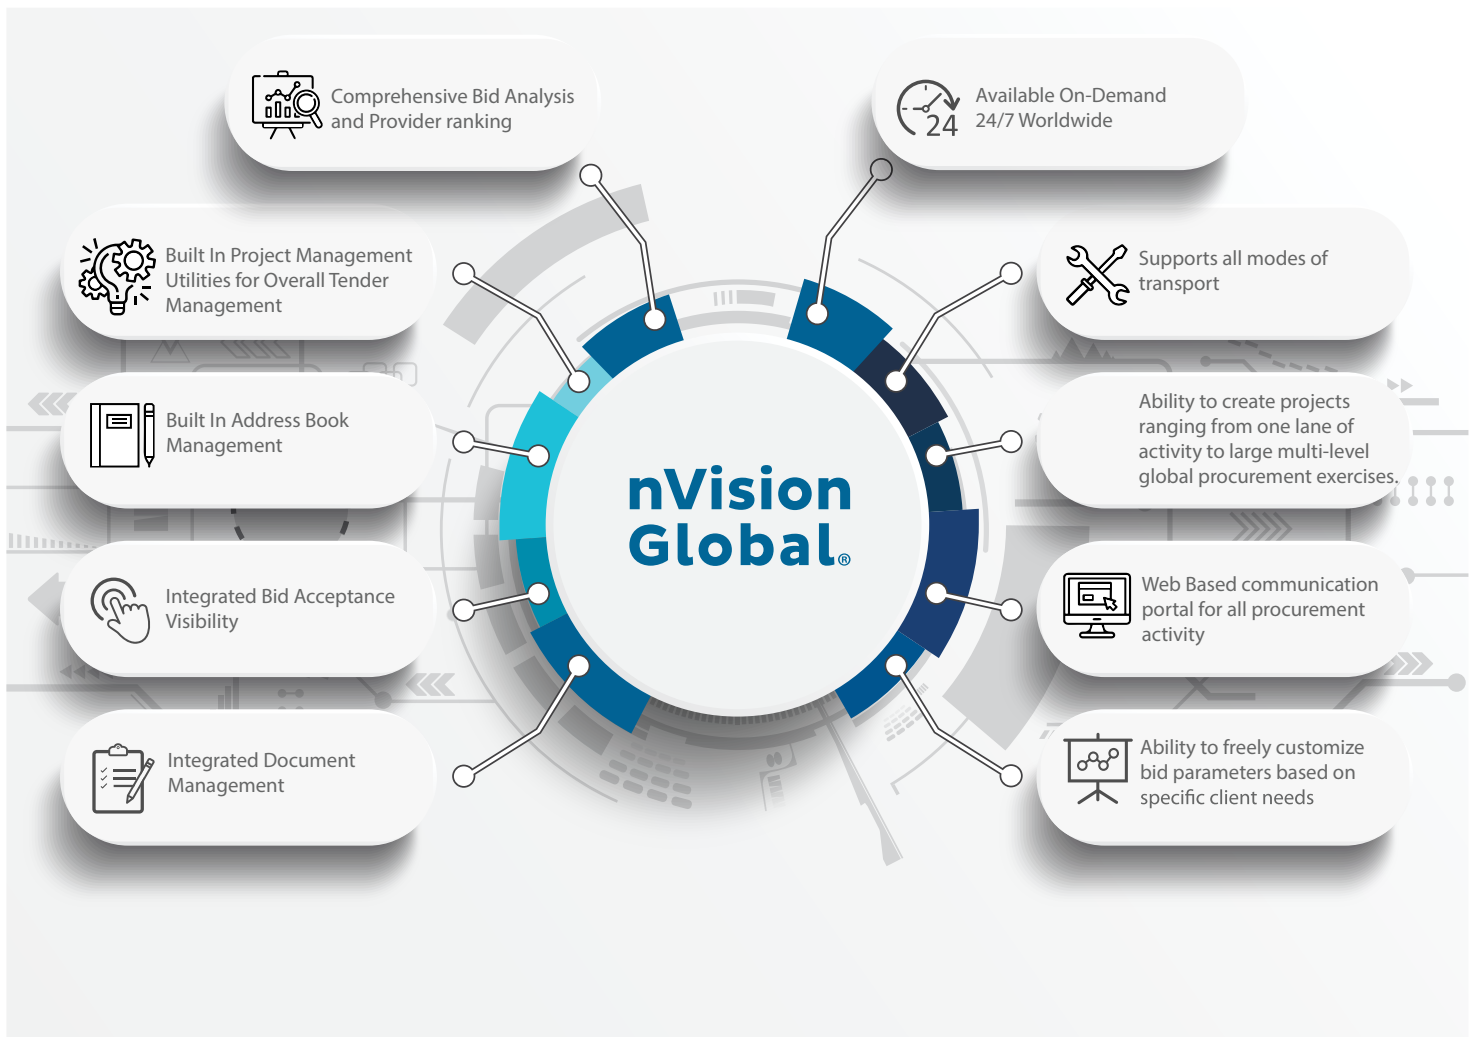 Comprehensive Bid Analysis
and Provider ranking
Built In Project Management
Utilities for Overall Tender
Management
Built In Address Book
Management
Integrated Bid Acceptance
Visibility
Integrated Document
Management
nVision
Global®
24
Available On-Demand
24/7 Worldwide
Supports all modes of
transport
Ability to create projects
ranging from one lane of
activity to large multi-level
global procurement exercises.
Web Based communication
portal for all procurement
activity
Ability to freely customize
bid parameters based on
specific client needs